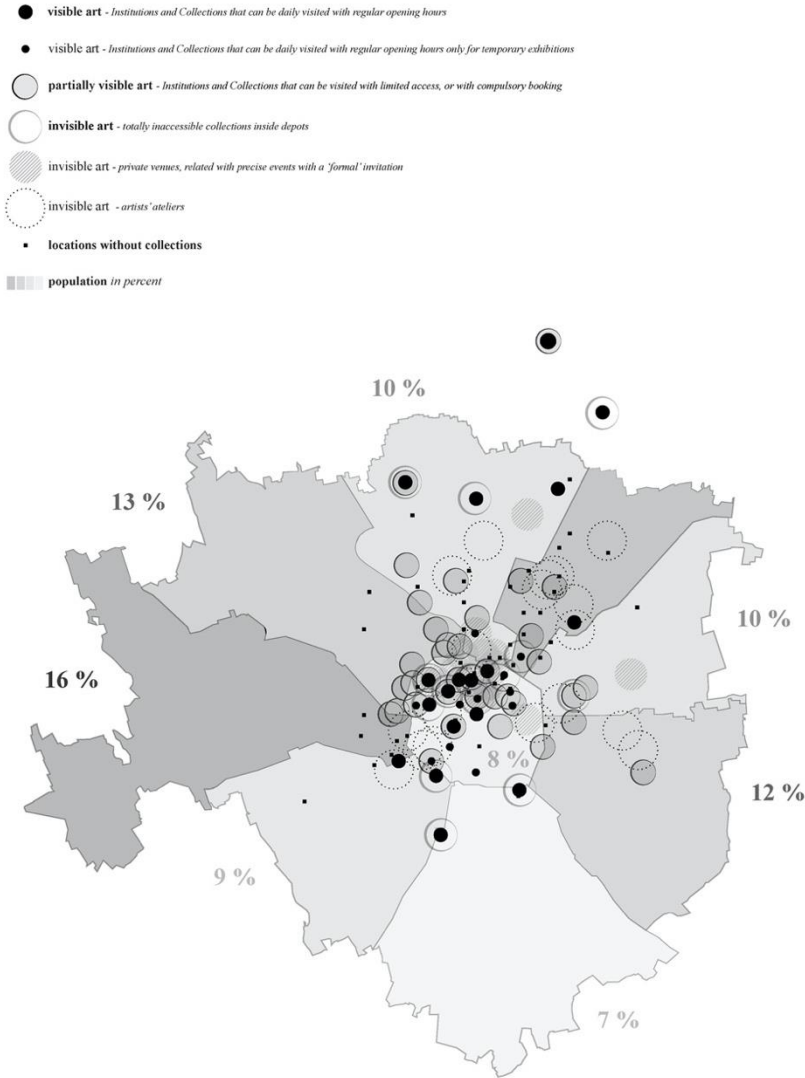 visible art - Institutions and Collections that can be daily visited with regular opening hours
visible art - Institutions and Collections that can be daily visited with regular opening hours only for temporary exhibitions
partially visible art - Institutions and Collections that can be visited with limited access, or with compulsory booking
invisible art - totally inaccessible collections inside depots
invisible art - private venues, related with precise events with a 'formal' invitation
invisible art - artists' ateliers
locations without collections
population in percent
10 %
13 %
10 %
16 %
8 %
12 %
9 %
7 %